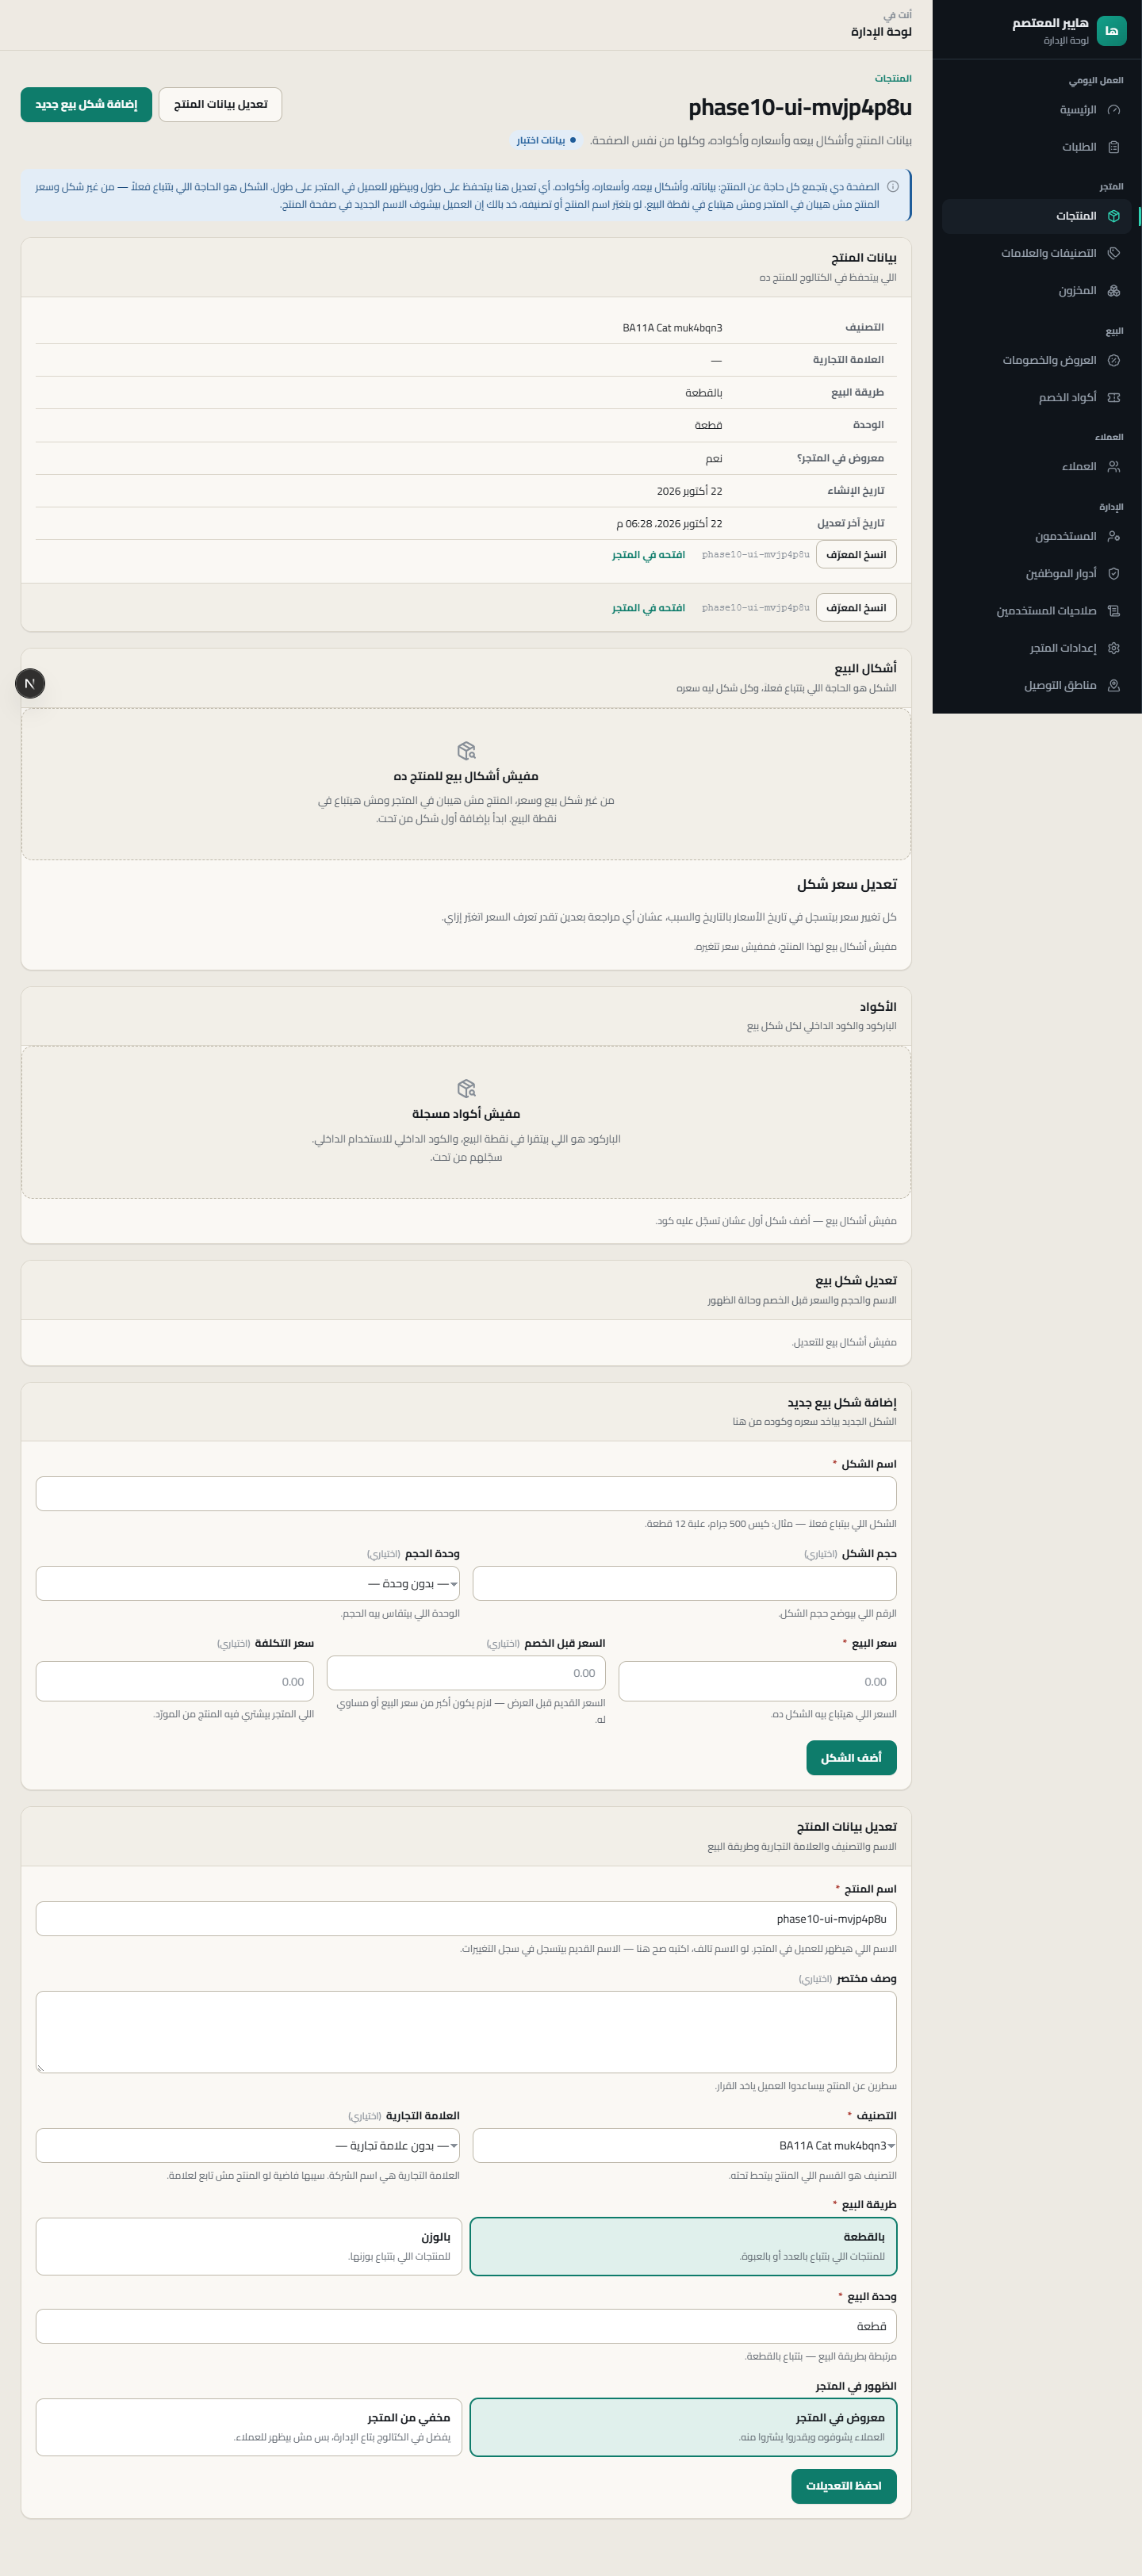 ها
هايبر المعتصم
لوحة الإدارة
العمل اليومي
الرئيسية
الطلبات
المتجر
المنتجات
التصنيفات والعلامات
المخزون
البيع
العروض والخصومات
أكواد الخصم
العملاء
العملاء
الإدارة
المستخدمون
أدوار الموظفين
صلاحيات المستخدمين
إعدادات المتجر
مناطق التوصيل
أنت في
لوحة الإدارة
المنتجات
phase10-ui-mvjp4p8u
تعديل بيانات المنتج
إضافة شكل بيع جديد
بيانات المنتج وأشكال بيعه وأسعاره وأكواده، وكلها من نفس الصفحة.
بيانات اختبار
الصفحة دي بتجمع كل حاجة عن المنتج: بياناته، وأشكال بيعه، وأسعاره، وأكواده. أي تعديل هنا بيتحفظ على طول وبيظهر للعميل في المتجر على طول. الشكل هو الحاجة اللي بتتباع فعلاً — من غير شكل وسعر
المنتج مش هيبان في المتجر ومش هيتباع في نقطة البيع. لو بتغيّر اسم المنتج أو تصنيفه، خد بالك إن العميل بيشوف الاسم الجديد في صفحة المنتج.
بيانات المنتج
اللي بيتحفظ في الكتالوج للمنتج ده
التصنيف
BA11A Cat muk4bqn3
العلامة التجارية
—
طريقة البيع
بالقطعة
الوحدة
قطعة
معروض في المتجر؟
نعم
تاريخ الإنشاء
22 أكتوبر 2026
تاريخ آخر تعديل
22 أكتوبر 2026، 06:28 م
انسخ المعرّف
phase10-ui-mvjp4p8u
افتحه في المتجر
انسخ المعرّف
phase10-ui-mvjp4p8u
افتحه في المتجر
أشكال البيع
الشكل هو الحاجة اللي بتتباع فعلاً، وكل شكل ليه سعره
N
مفيش أشكال بيع للمنتج ده
من غير شكل بيع وسعر، المنتج مش هيبان في المتجر ومش هيتباع في
نقطة البيع. ابدأ بإضافة أول شكل من تحت.
تعديل سعر شكل
كل تغيير سعر بيتسجل في تاريخ الأسعار بالتاريخ والسبب، عشان أي مراجعة بعدين تقدر تعرف السعر اتغيّر إزاي.
مفيش أشكال بيع لهذا المنتج، فمفيش سعر تتغيره.
الأكواد
الباركود والكود الداخلي لكل شكل بيع
مفيش أكواد مسجلة
الباركود هو اللي بيتقرا في نقطة البيع، والكود الداخلي للاستخدام الداخلي.
سجّلهم من تحت.
مفيش أشكال بيع — أضف شكل أول عشان تسجّل عليه كود.
تعديل شكل بيع
الاسم والحجم والسعر قبل الخصم وحالة الظهور
مفيش أشكال بيع للتعديل.
إضافة شكل بيع جديد
الشكل الجديد بياخد سعره وكوده من هنا
اسم الشكل *
الشكل اللي بيتباع فعلاً — مثال: كيس 500 جرام، علبة 12 قطعة.
حجم الشكل (اختياري)
وحدة الحجم (اختياري)
— بدون وحدة —
الرقم اللي بيوضح حجم الشكل.
الوحدة اللي بيتقاس بيه الحجم.
سعر البيع *
السعر قبل الخصم (اختياري)
سعر التكلفة (اختياري)
0.00
0.00
0.00
السعر اللي هيتباع بيه الشكل ده.
السعر القديم قبل العرض — لازم يكون أكبر من سعر البيع أو مساوي
له.
اللي المتجر بيشتري فيه المنتج من المورّد.
أضف الشكل
تعديل بيانات المنتج
الاسم والتصنيف والعلامة التجارية وطريقة البيع
اسم المنتج *
phase10-ui-mvjp4p8u
الاسم اللي هيظهر للعميل في المتجر. لو الاسم تالف، اكتبه صح هنا — الاسم القديم بيتسجل في سجل التغييرات.
وصف مختصر (اختياري)
سطرين عن المنتج بيساعدوا العميل ياخد القرار.
التصنيف *
العلامة التجارية (اختياري)
BA11A Cat muk4bqn3
— بدون علامة تجارية —
التصنيف هو القسم اللي المنتج بيتحط تحته.
العلامة التجارية هي اسم الشركة. سيبها فاضية لو المنتج مش تابع لعلامة.
طريقة البيع *
بالقطعة
للمنتجات اللي بتتباع بالعدد أو بالعبوة.
بالوزن
للمنتجات اللي بتتباع بوزنها.
وحدة البيع *
قطعة
مرتبطة بطريقة البيع — بتتباع بالقطعة.
الظهور في المتجر
معروض في المتجر
العملاء يشوفوه ويقدروا يشتروا منه.
مخفي من المتجر
يفضل في الكتالوج بتاع الإدارة، بس مش بيظهر للعملاء.
احفظ التعديلات